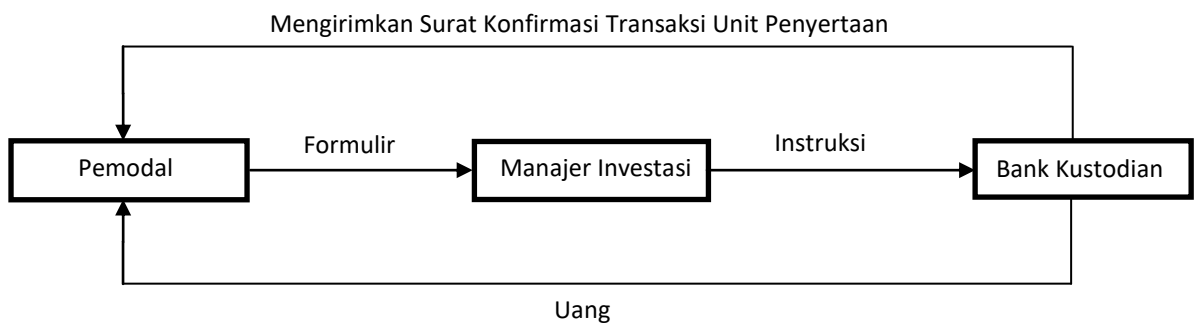 Mengirimkan Surat Konfirmasi Transaksi Unit Penyertaan
Pemodal
Formulir
Manajer Investasi
Instruksi
Bank Kustodian
Uang